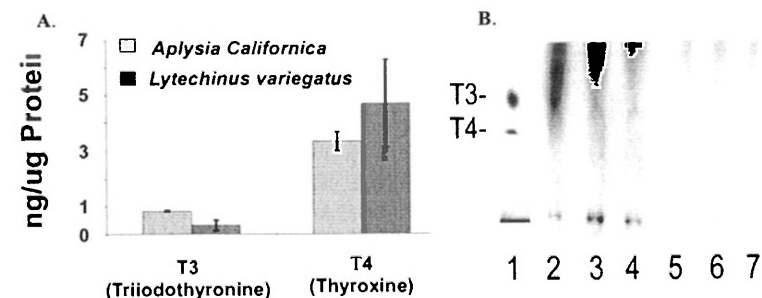 A.
ng/ug Proteii
7
5
3
1
0
Aplysia Californica
Lytechinus variegatus
T3
(Triiodothyronine)
T4
(Thyroxine)
B.
T3-
T4-
1 2 3 4 5 6 7